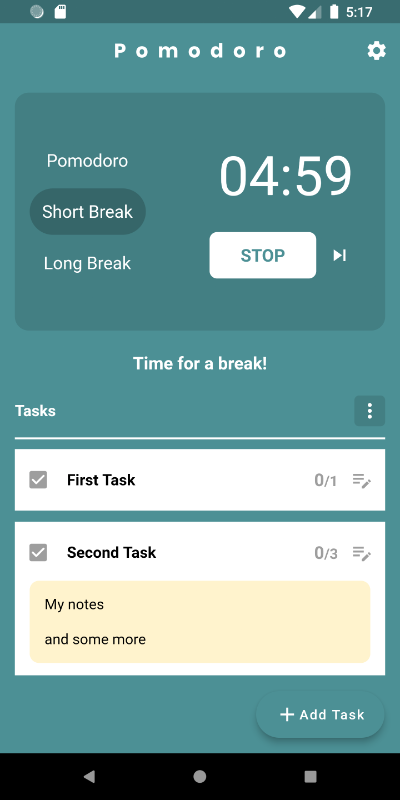 5:17
Pomodoro
Pomodoro
Short Break
Long Break
04:59
STOP
Time for a break!
Tasks
First Task 0/1
Second Task 0/3
My notes
and some more
+ Add Task